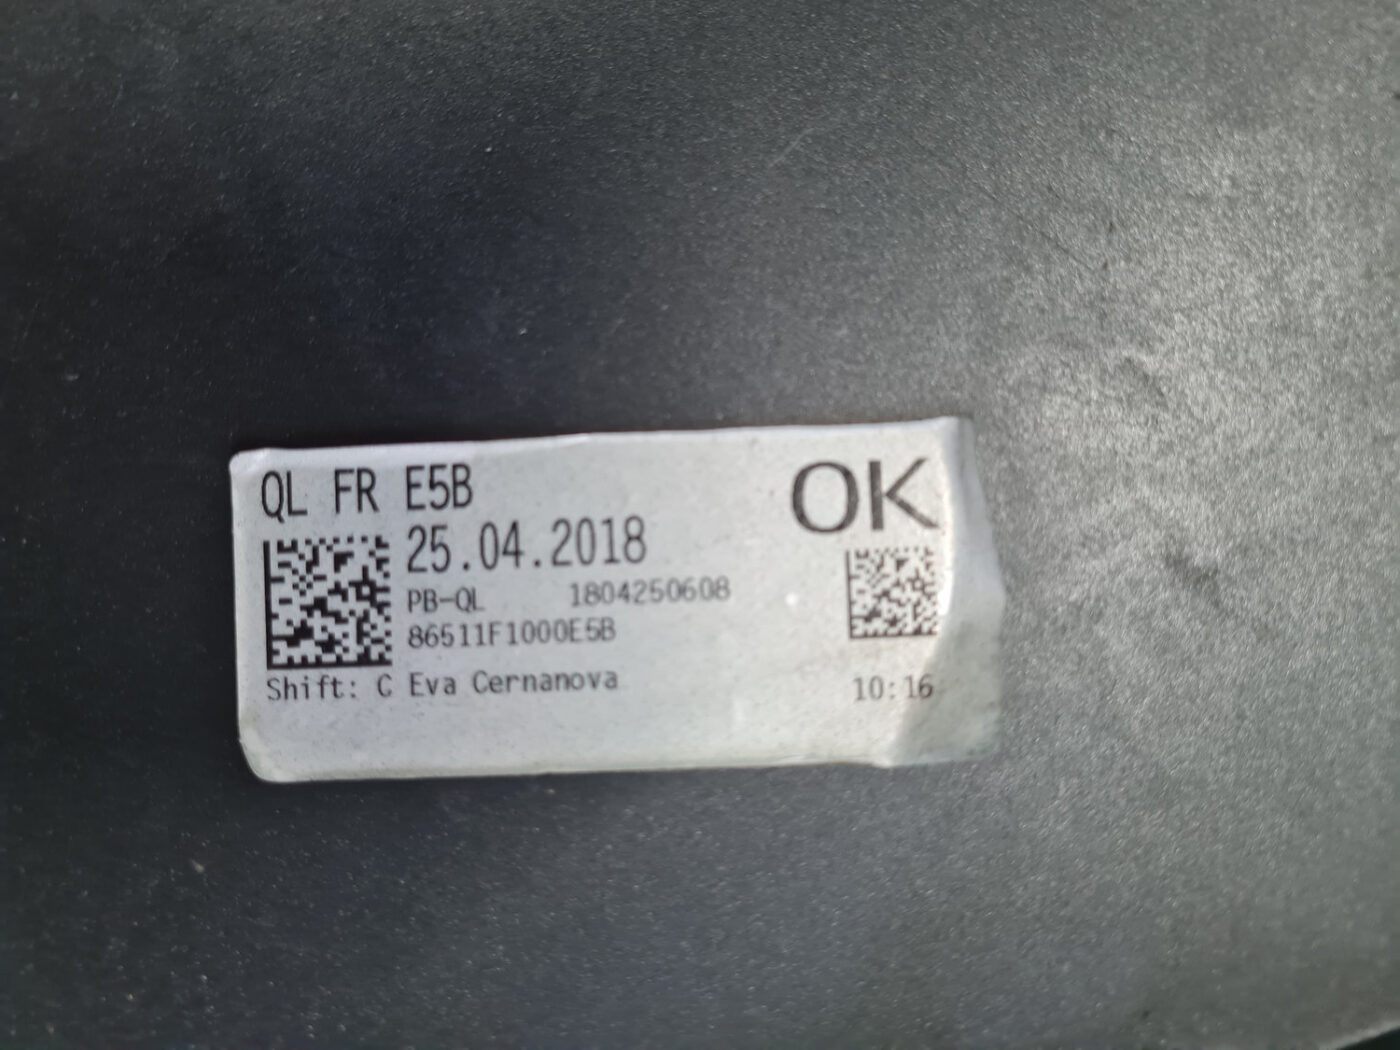 QL FR E5B
OK
25.04.2018
PB-QL 1804250608
86511F1000E5B
Shift: C Eva Cernanova
10:16